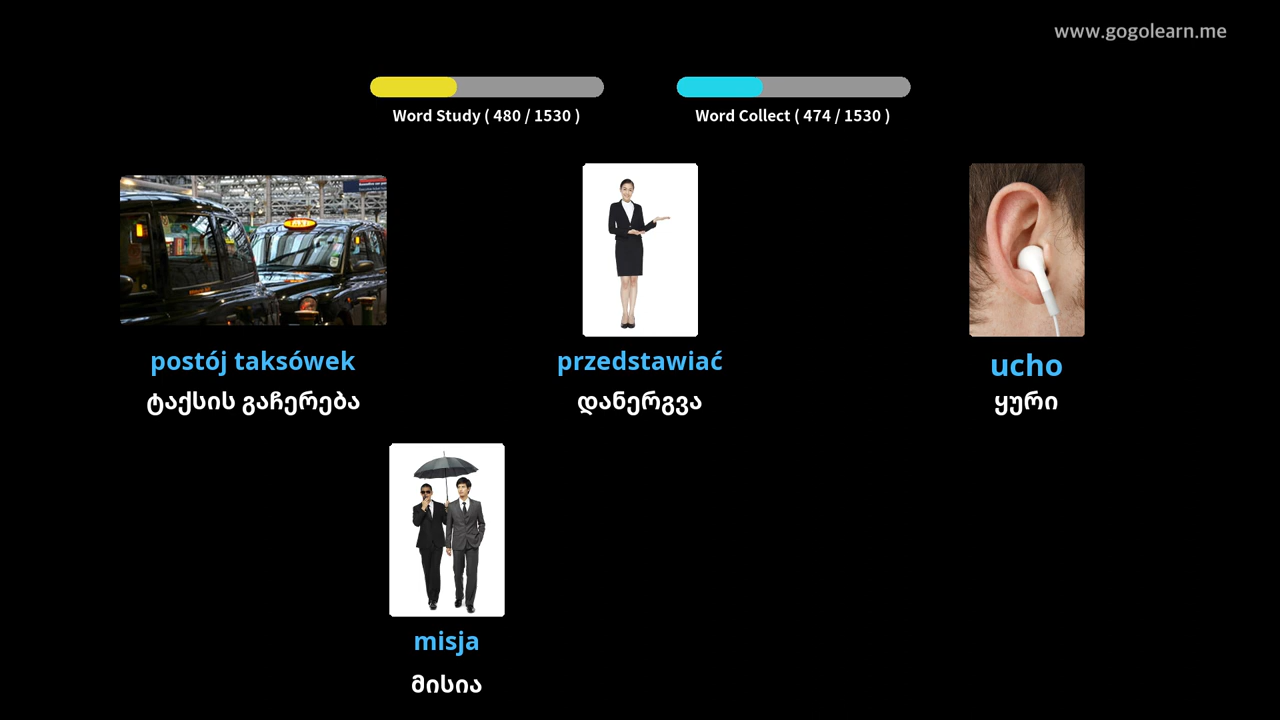 www.gogolearn.me
Word Study ( 480 / 1530 )
Word Collect ( 474 / 1530 )
TAXI
postój taksówek
przedstawiać
ucho
ტაქსის გაჩერება
დანერგვა
ყური
misja
მისია